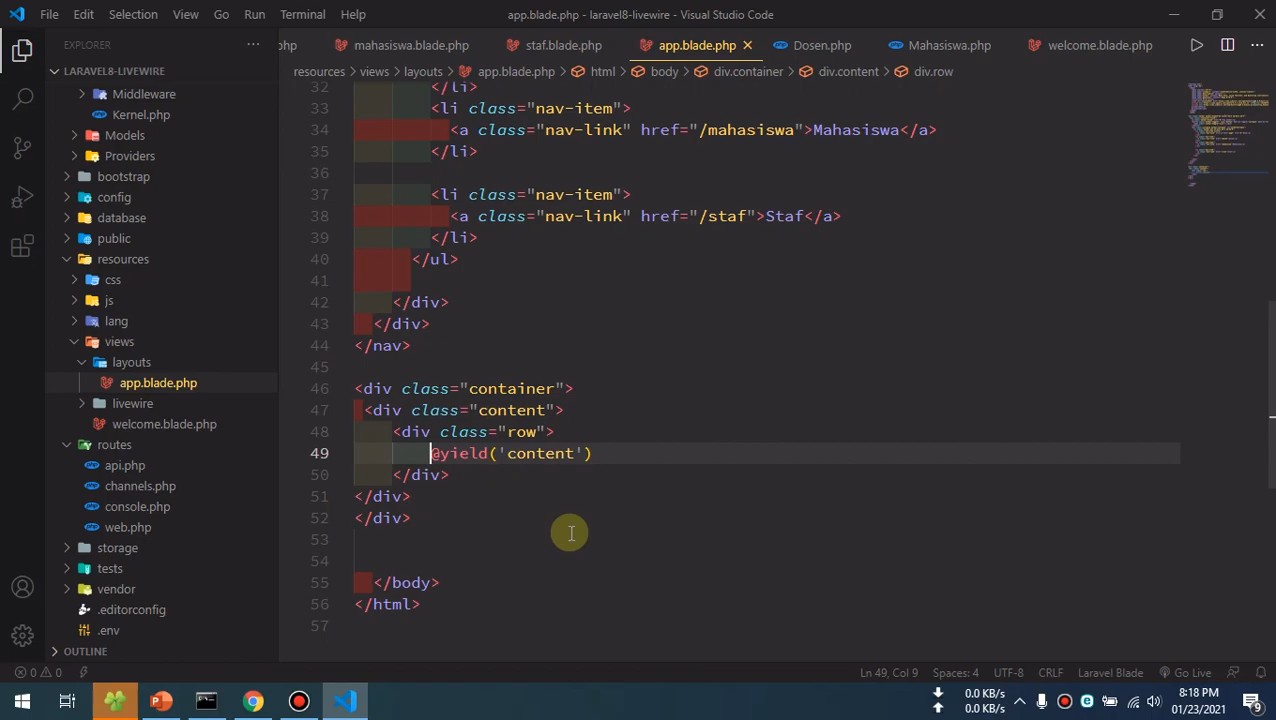 File Edit Selection View Go Run Terminal Help app.blade.php - laravel8-livewire - Visual Studio Code
EXPLORER
php mahasiswa.blade.php staf.blade.php app.blade.php Dosen.php Mahasiswa.php welcome.blade.php
resources > views > layouts > app.blade.php > html > body > div.container > div.content > div.row
LARAVEL8-LIVEWIRE
Middleware
Kernel.php
Models
Providers
bootstrap
config
database
public
resources
css
js
lang
views
layouts
app.blade.php
livewire
welcome.blade.php
routes
api.php
channels.php
console.php
web.php
storage
tests
vendor
.editorconfig
.env
OUTLINE
32 </li>
33 <li class="nav-item">
34 <a class="nav-link" href="/mahasiswa">Mahasiswa</a>
35 </li>
36
37 <li class="nav-item">
38 <a class="nav-link" href="/staf">Staf</a>
39 </li>
40 </ul>
41
42 </div>
43 </div>
44 </nav>
45
46 <div class="container">
47 <div class="content">
48 <div class="row">
49 @yield('content')
50 </div>
51 </div>
52 </div>
53
54
55 </body>
56 </html>
57
0 0 Ln 49, Col 9 Spaces: 4 UTF-8 CRLF Laravel Blade Go Live
0.0 KB/s
0.0 KB/s
8:18 PM
01/23/2021
9